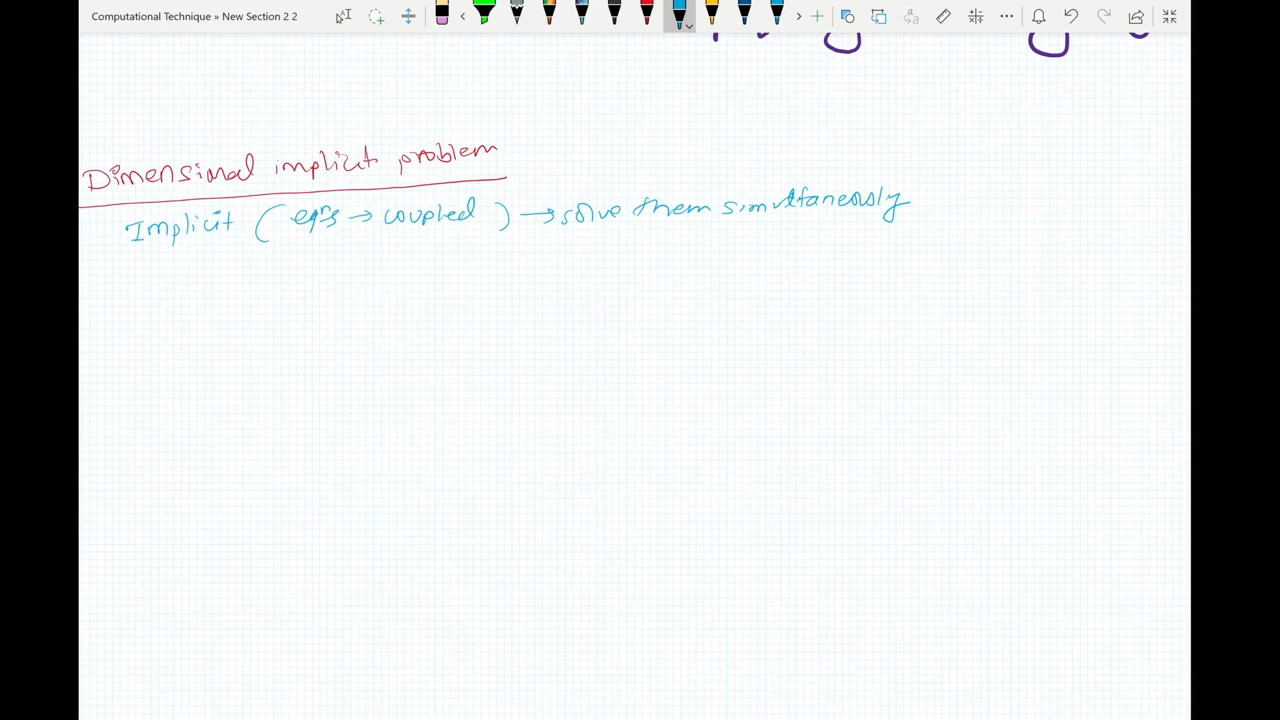 Computational Technique » New Section 2 2
Dimensional implicit problem
Implicit (eqns → coupled) → solve them simultaneously